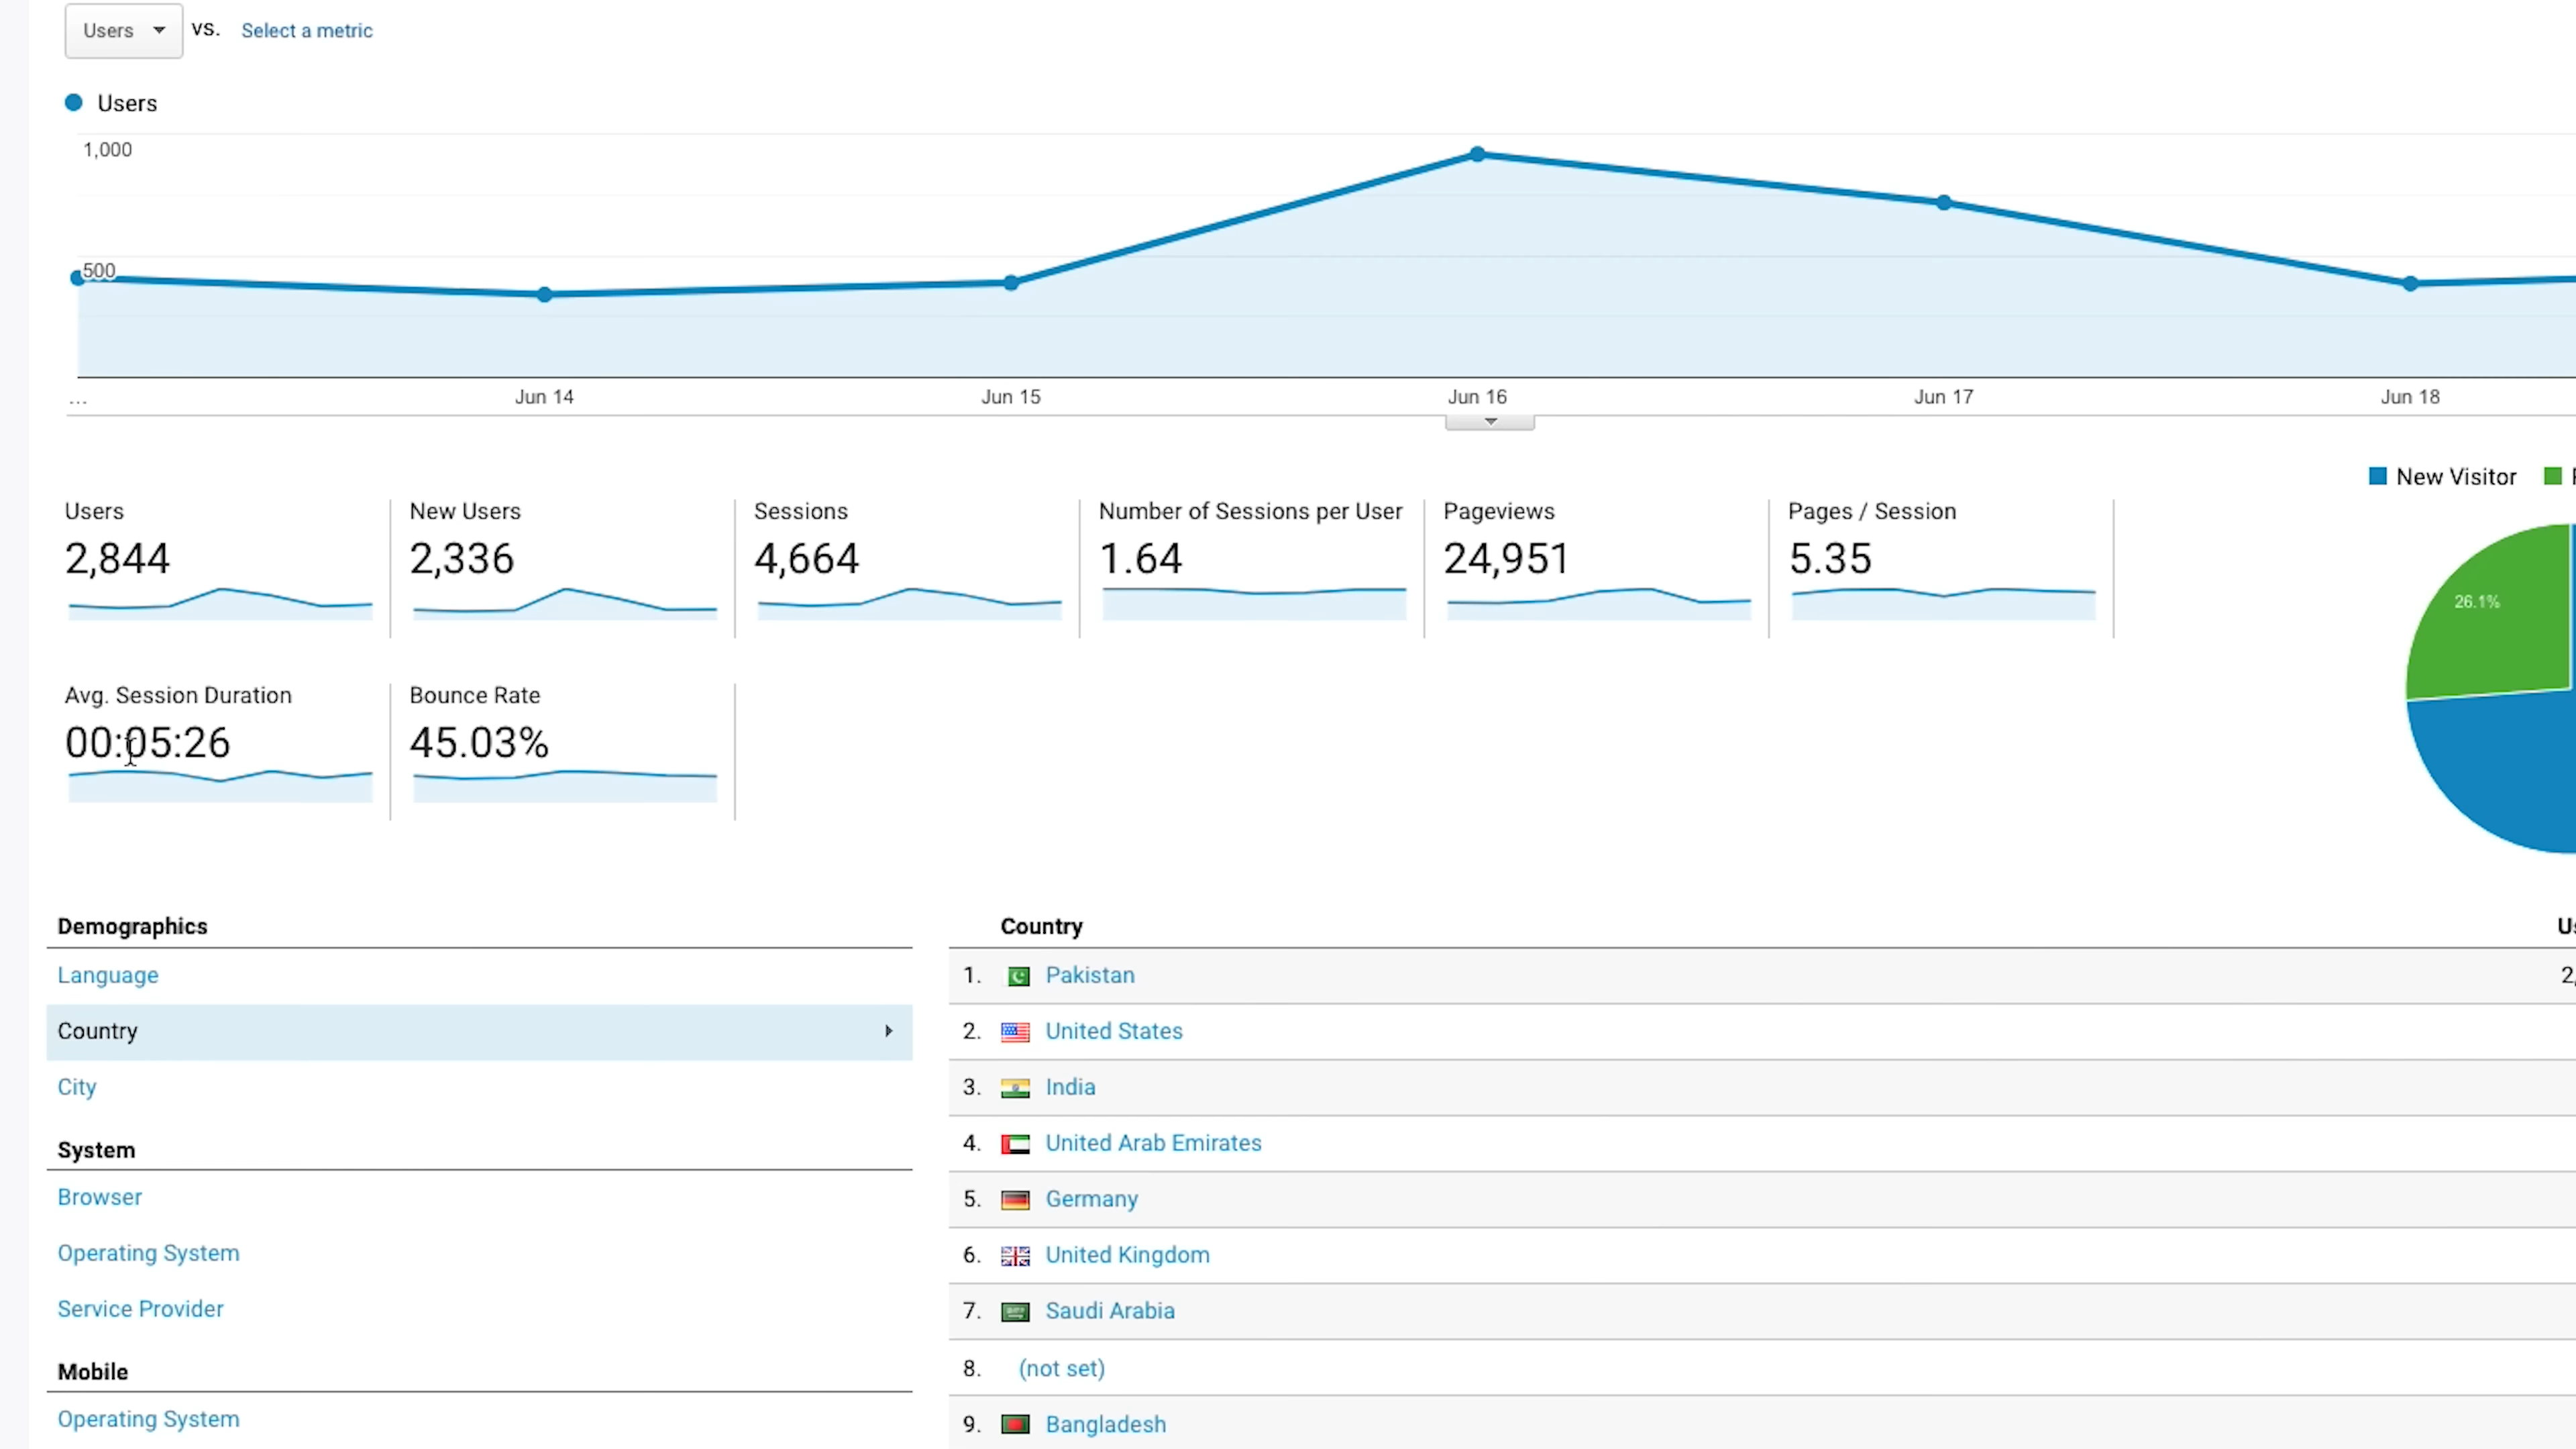 Users vs. Select a metric
Users
1,000
500
... Jun 14 Jun 15 Jun 16 Jun 17 Jun 18
New Visitor
Users New Users Sessions Number of Sessions per User Pageviews Pages / Session
2,844 2,336 4,664 1.64 24,951 5.35
26.1%
Avg. Session Duration Bounce Rate
00:05:26 45.03%
Demographics
Language
Country
City
System
Browser
Operating System
Service Provider
Mobile
Operating System
Country
1. Pakistan
2. United States
3. India
4. United Arab Emirates
5. Germany
6. United Kingdom
7. Saudi Arabia
8. (not set)
9. Bangladesh